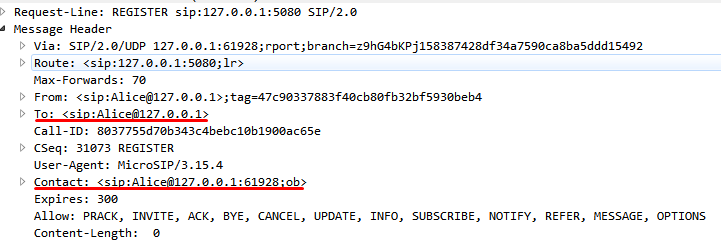 Request-Line: REGISTER sip:127.0.0.1:5080 SIP/2.0
Message Header
Via: SIP/2.0/UDP 127.0.0.1:61928;rport;branch=z9hG4bKPj158387428df34a7590ca8ba5ddd15492
Route: <sip:127.0.0.1:5080;lr>
Max-Forwards: 70
From: <sip:Alice@127.0.0.1>;tag=47c90337883f40cb80fb32bf5930beb4
To: <sip:Alice@127.0.0.1>
Call-ID: 8037755d70b343c4bebc10b1900ac65e
CSeq: 31073 REGISTER
User-Agent: MicroSIP/3.15.4
Contact: <sip:Alice@127.0.0.1:61928;ob>
Expires: 300
Allow: PRACK, INVITE, ACK, BYE, CANCEL, UPDATE, INFO, SUBSCRIBE, NOTIFY, REFER, MESSAGE, OPTIONS
Content-Length:  0